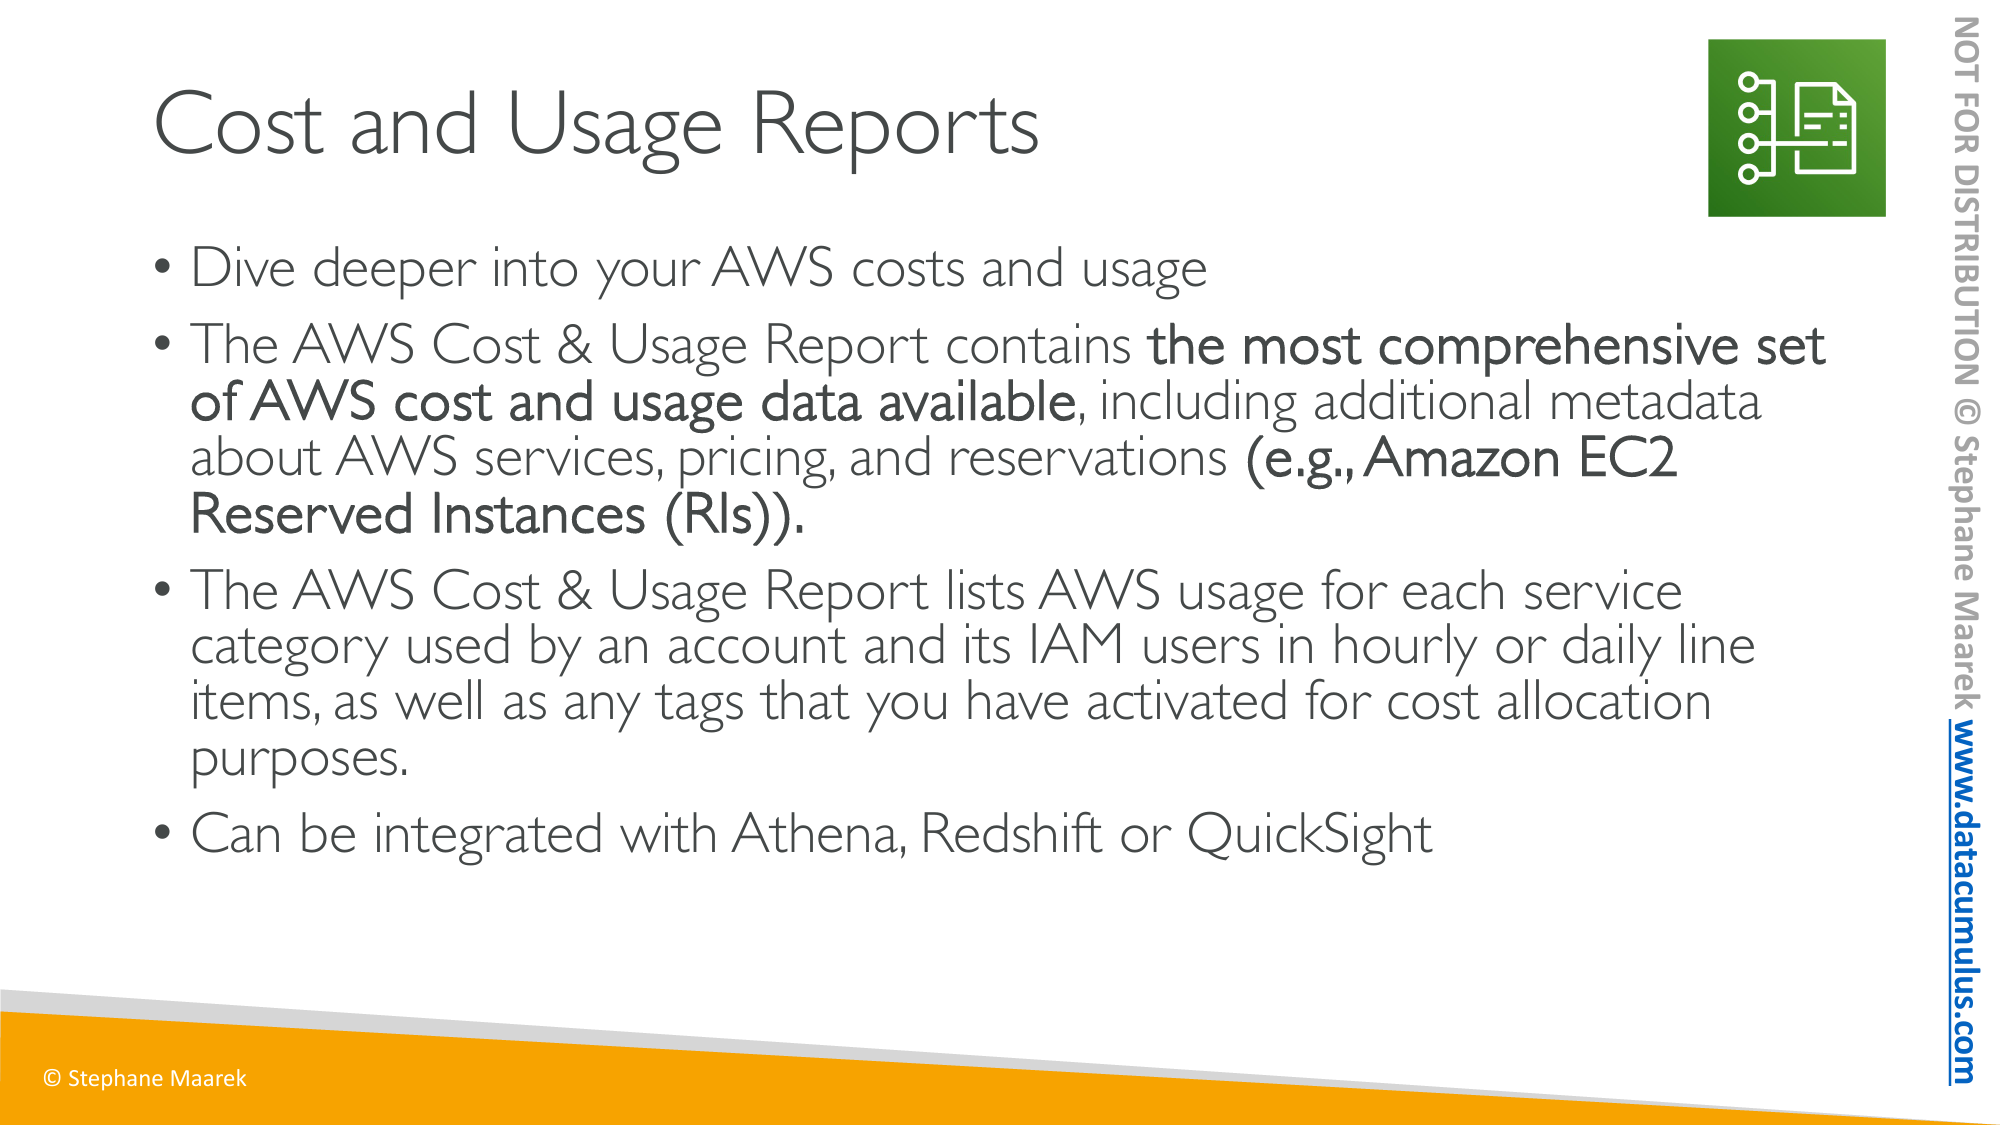 Cost and Usage Reports
• Dive deeper into your AWS costs and usage
• The AWS Cost & Usage Report contains the most comprehensive set
of AWS cost and usage data available, including additional metadata
about AWS services, pricing, and reservations (e.g., Amazon EC2
Reserved Instances (RIs)).
• The AWS Cost & Usage Report lists AWS usage for each service
category used by an account and its IAM users in hourly or daily line
items, as well as any tags that you have activated for cost allocation
purposes.
• Can be integrated with Athena, Redshift or QuickSight
© Stephane Maarek
NOT FOR DISTRIBUTION © Stephane Maarek www.datacumulus.com